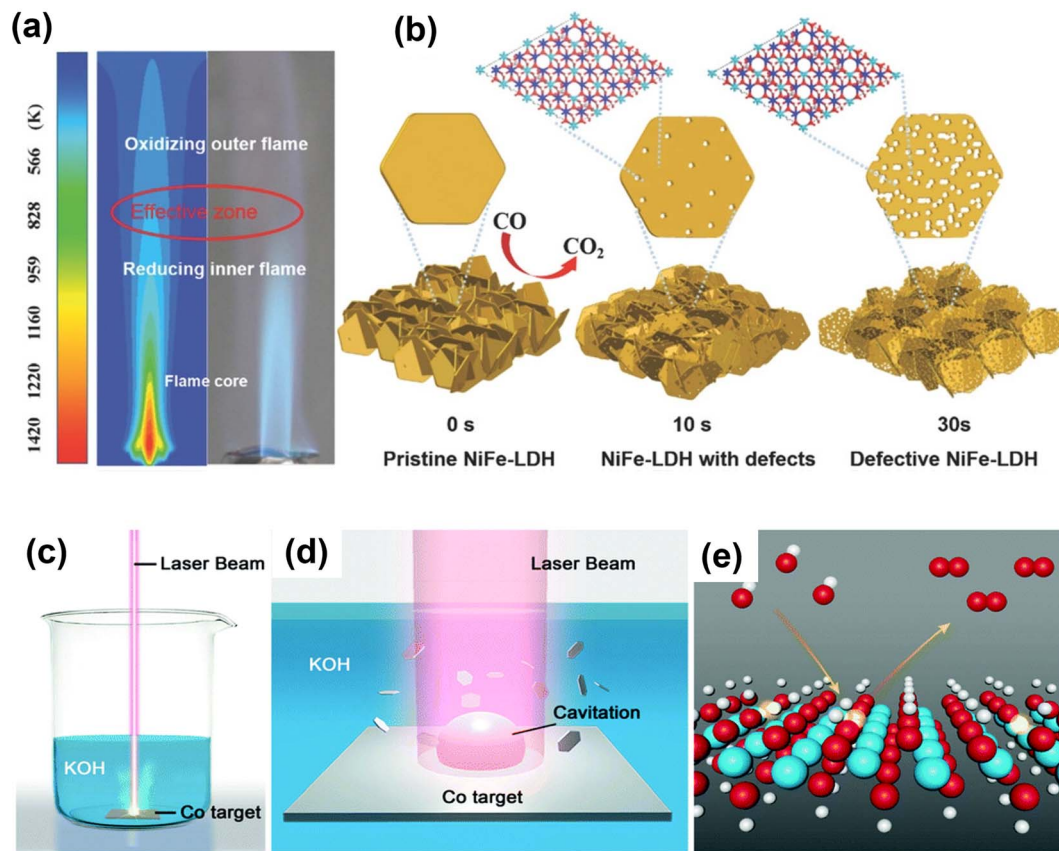 (a)
(K)
566
828
959
1160
1220
1420
Oxidizing outer flame
Effective zone
Reducing inner flame
Flame core
(b)
CO
CO₂
0 s
10 s
30s
Pristine NiFe-LDH
NiFe-LDH with defects
Defective NiFe-LDH
(c)
Laser Beam
KOH
Co target
(d)
Laser Beam
KOH
Cavitation
Co target
(e)